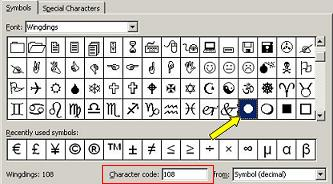 Symbols Special Characters
Font: Wingdings
Recently used symbols:
€ £ ¥ © ® ™ ± ≠ ≤ ≥ ÷ × ∞ µ α β
Wingdings: 108 Character code: 108 from: Symbol (decimal)